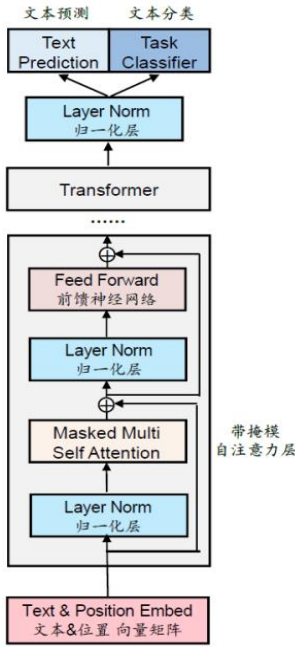 文本预测
文本分类
Text Prediction
Task Classifier
Layer Norm
归一化层
Transformer
......
Feed Forward
前馈神经网络
Layer Norm
归一化层
Masked Multi
Self Attention
带掩模
自注意力层
Layer Norm
归一化层
Text & Position Embed
文本&位置 向量矩阵